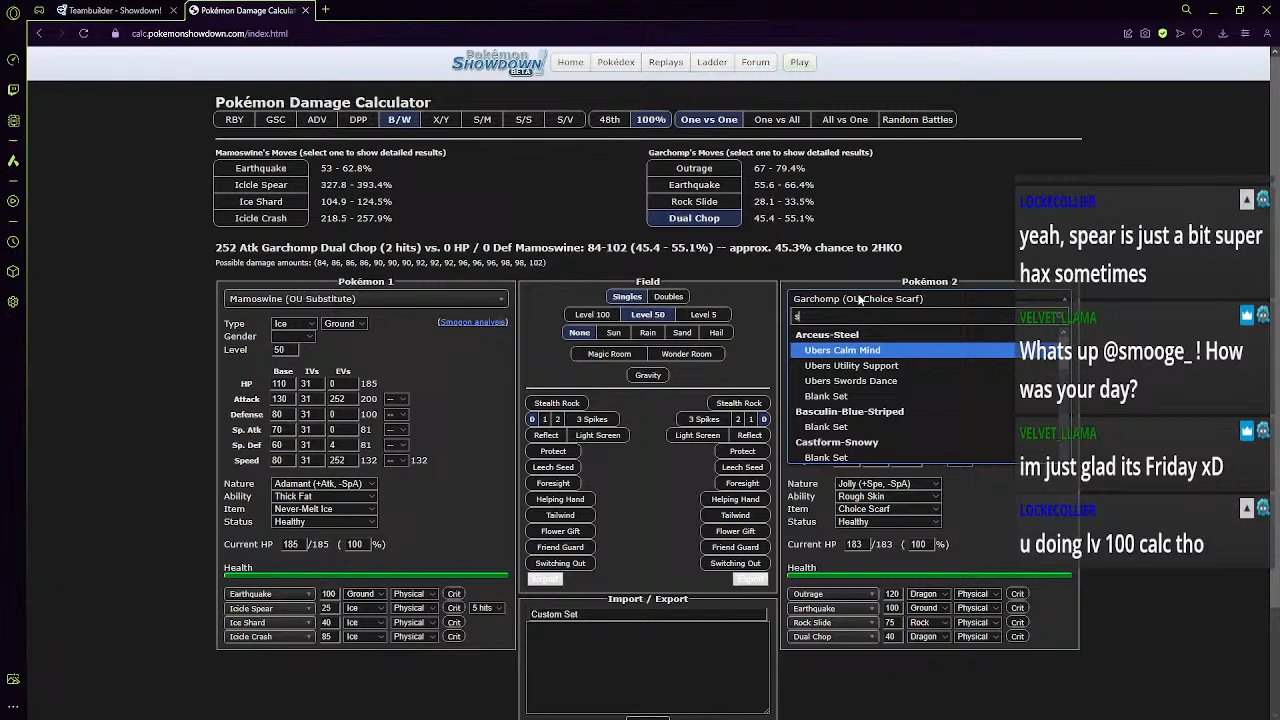 Teambuilder - Showdown!
Pokémon Damage Calculat
calc.pokemonshowdown.com/index.html
Pokémon
SHOWDOWN!
BETA
Home
Pokédex
Replays
Ladder
Forum
Play
Pokémon Damage Calculator
RBY
GSC
ADV
DPP
B/W
X/Y
S/M
S/S
S/V
48th
100%
One vs One
One vs All
All vs One
Random Battles
Mamoswine's Moves (select one to show detailed results)
Earthquake 53 - 62.8%
Icicle Spear 327.8 - 393.4%
Ice Shard 104.9 - 124.5%
Icicle Crash 218.5 - 257.9%
Garchomp's Moves (select one to show detailed results)
Outrage 67 - 79.4%
Earthquake 55.6 - 66.4%
Rock Slide 28.1 - 33.5%
Dual Chop 45.4 - 55.1%
252 Atk Garchomp Dual Chop (2 hits) vs. 0 HP / 0 Def Mamoswine: 84-102 (45.4 - 55.1%) -- approx. 45.3% chance to 2HKO
Possible damage amounts: (84, 86, 86, 86, 90, 90, 90, 92, 92, 92, 96, 96, 96, 98, 98, 102)
Pokémon 1
Mamoswine (OU Substitute)
Type Ice Ground
(Smogon analysis)
Gender
Level 50
Base IVs EVs
HP 110 31 0 185
Attack 130 31 252 200 --
Defense 80 31 0 100 --
Sp. Atk 70 31 0 81 --
Sp. Def 60 31 4 81 --
Speed 80 31 252 132 -- 132
Nature Adamant (+Atk, -SpA)
Ability Thick Fat
Item Never-Melt Ice
Status Healthy
Current HP 185 /185 ( 100 %)
Health
Earthquake 100 Ground Physical Crit
Icicle Spear 25 Ice Physical Crit 5 hits
Ice Shard 40 Ice Physical Crit
Icicle Crash 85 Ice Physical Crit
Field
Singles Doubles
Level 100 Level 50 Level 5
None Sun Rain Sand Hail
Magic Room Wonder Room
Gravity
Stealth Rock Stealth Rock
0 1 2 3 Spikes 3 Spikes 2 1 0
Reflect Light Screen Light Screen Reflect
Protect Protect
Leech Seed Leech Seed
Foresight Foresight
Helping Hand Helping Hand
Tailwind Tailwind
Flower Gift Flower Gift
Friend Guard Friend Guard
Switching Out Switching Out
Export Export
Import / Export
Custom Set
Pokémon 2
Garchomp (OU Choice Scarf)
s
Arceus-Steel
Ubers Calm Mind
Ubers Utility Support
Ubers Swords Dance
Blank Set
Basculin-Blue-Striped
Blank Set
Castform-Snowy
Blank Set
Nature Jolly (+Spe, -SpA)
Ability Rough Skin
Item Choice Scarf
Status Healthy
Current HP 183 /183 ( 100 %)
Health
Outrage 120 Dragon Physical Crit
Earthquake 100 Ground Physical Crit
Rock Slide 75 Rock Physical Crit
Dual Chop 40 Dragon Physical Crit
LOCKECOLLIER
yeah, spear is just a bit super
hax sometimes
VELVET_LLAMA
Whats up @smooge_ ! How
was your day?
VELVET_LLAMA
im just glad its Friday xD
LOCKECOLLIER
u doing lv 100 calc tho